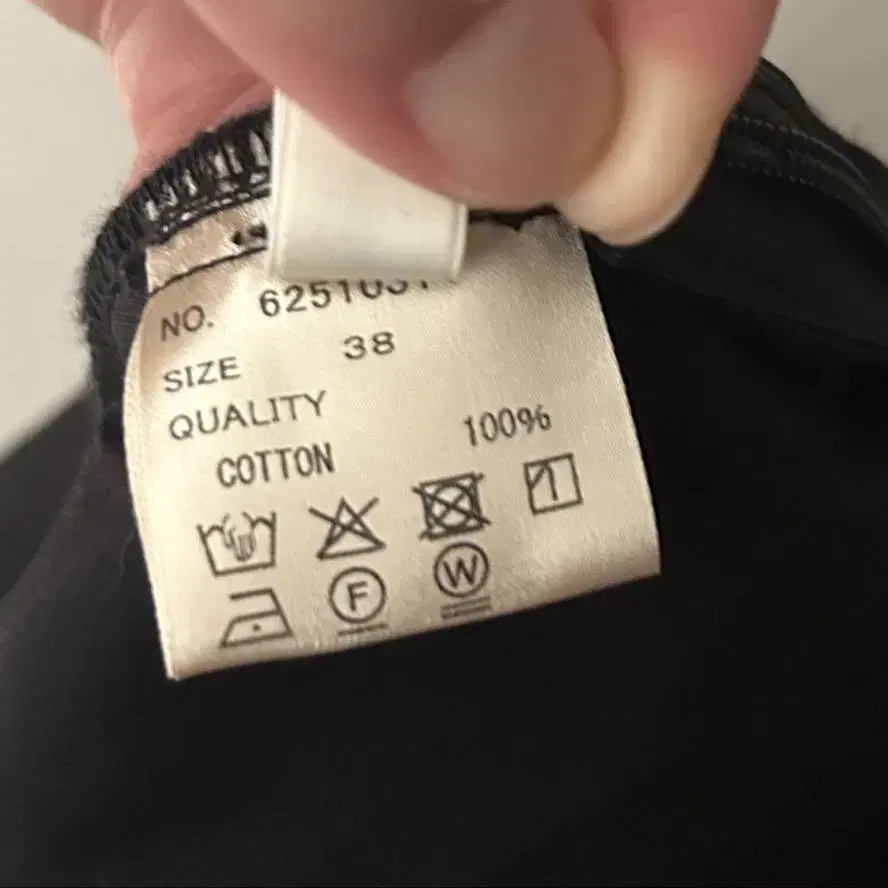 NO.
SIZE 38
QUALITY
COTTON 100%
F W